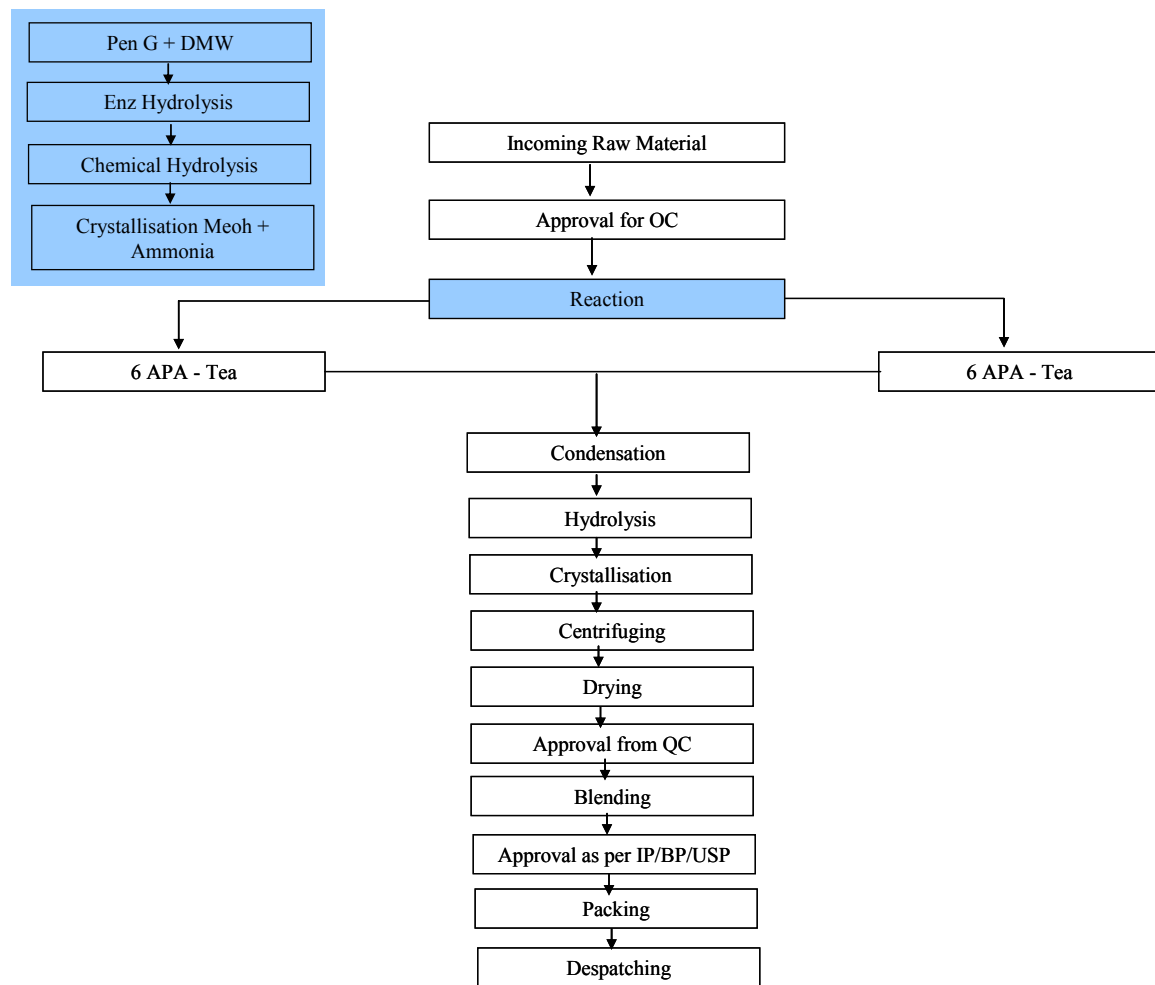 Pen G + DMW
Enz Hydrolysis
Chemical Hydrolysis
Crystallisation Meoh +
Ammonia
Incoming Raw Material
Approval for OC
Reaction
6 APA - Tea
6 APA - Tea
Condensation
Hydrolysis
Crystallisation
Centrifuging
Drying
Approval from QC
Blending
Approval as per IP/BP/USP
Packing
Despatching